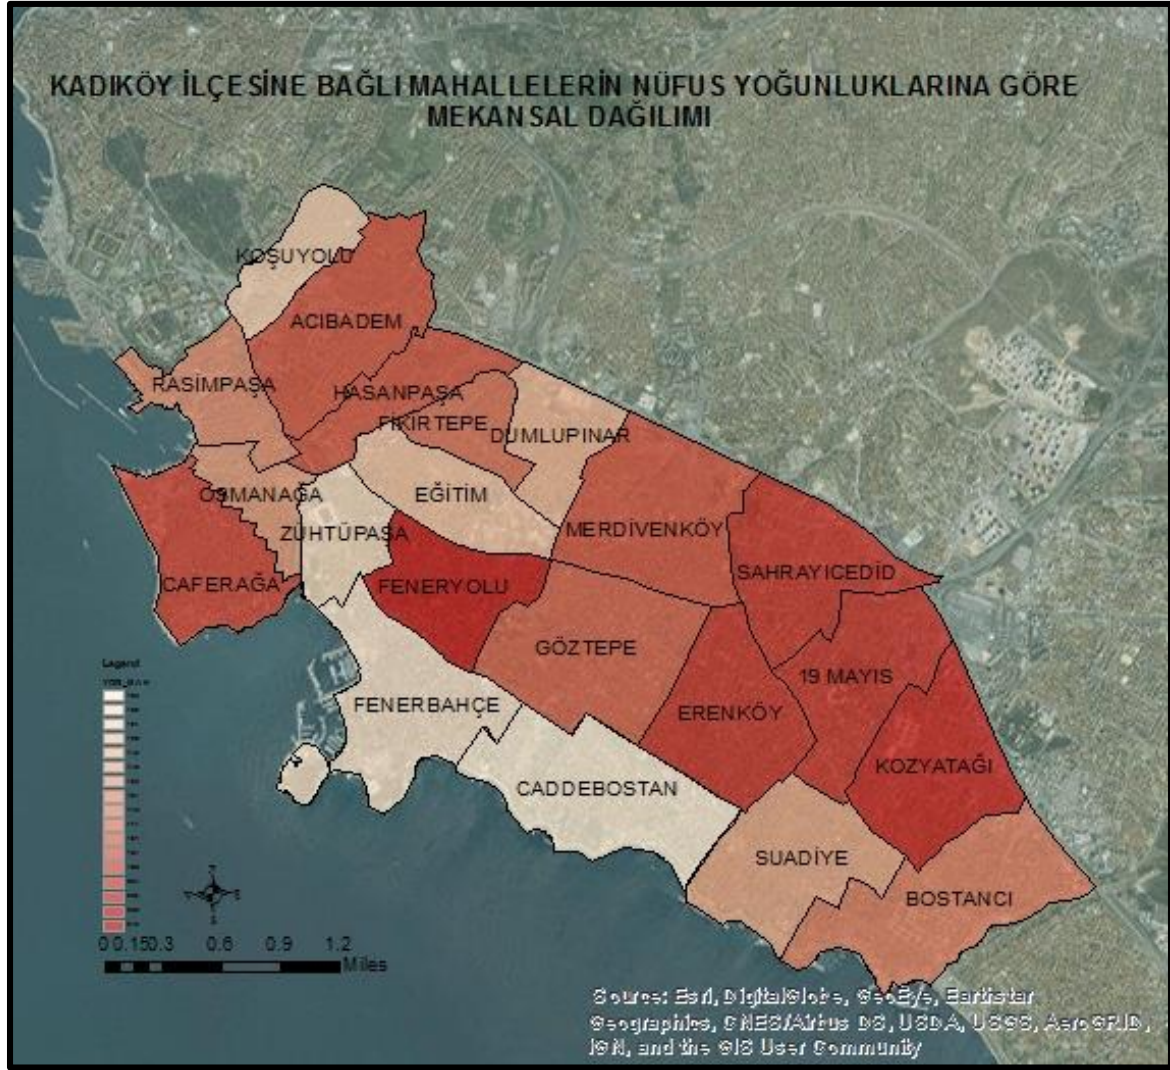 KADIKÖY İLÇESİNE BAĞLI MAHALLELERİN NÜFUS YOĞUNLUKLARINA GÖRE
MEKANSAL DAĞILIMI
KOŞUYOLU
ACIBADEM
RASİMPAŞA
HASANPAŞA
FİKİRTEPE
DUMLUPINAR
OSMANAĞA
EĞİTİM
ZÜHTÜPAŞA
MERDİVENKÖY
CAFERAĞA
FENERYOLU
SAHRAYICEDİD
GÖZTEPE
19 MAYIS
FENERBAHÇE
ERENKÖY
KOZYATAĞI
CADDEBOSTAN
SUADİYE
BOSTANCI
Legend
0 0.15 0.3 0.6 0.9 1.2
Miles
Source: Esri, DigitalGlobe, GeoEye, Earthstar
Geographics, CNES/Airbus DS, USDA, USGS, AeroGRID,
IGN, and the GIS User Community